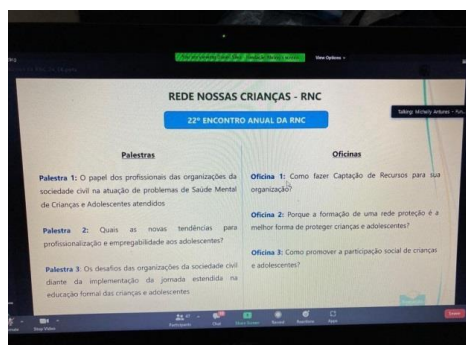 View Options
REDE NOSSAS CRIANÇAS - RNC
22º ENCONTRO ANUAL DA RNC
Talking: Michelly Antunes -
Palestras
Palestra 1: O papel dos profissionais das organizações da
sociedade civil na atuação de problemas de Saúde Mental
de Crianças e Adolescentes atendidos
Palestra 2: Quais as novas tendências para
profissionalização e empregabilidade aos adolescentes?
Palestra 3: Os desafios das organizações da sociedade civil
diante da implementação da jornada estendida na
educação formal das crianças e adolescentes
Oficinas
Oficina 1: Como fazer Captação de Recursos para sua
organização?
Oficina 2: Porque a formação de uma rede proteção é a
melhor forma de proteger crianças e adolescentes?
Oficina 3: Como promover a participação social de crianças
e adolescentes?
Stop Video
Participants
Chat
Share Screen
Record
Reactions
Apps